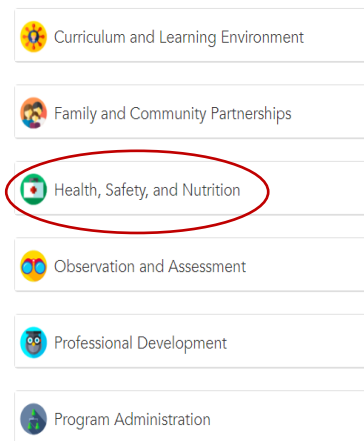 Curriculum and Learning Environment
Family and Community Partnerships
Health, Safety, and Nutrition
Observation and Assessment
Professional Development
Program Administration